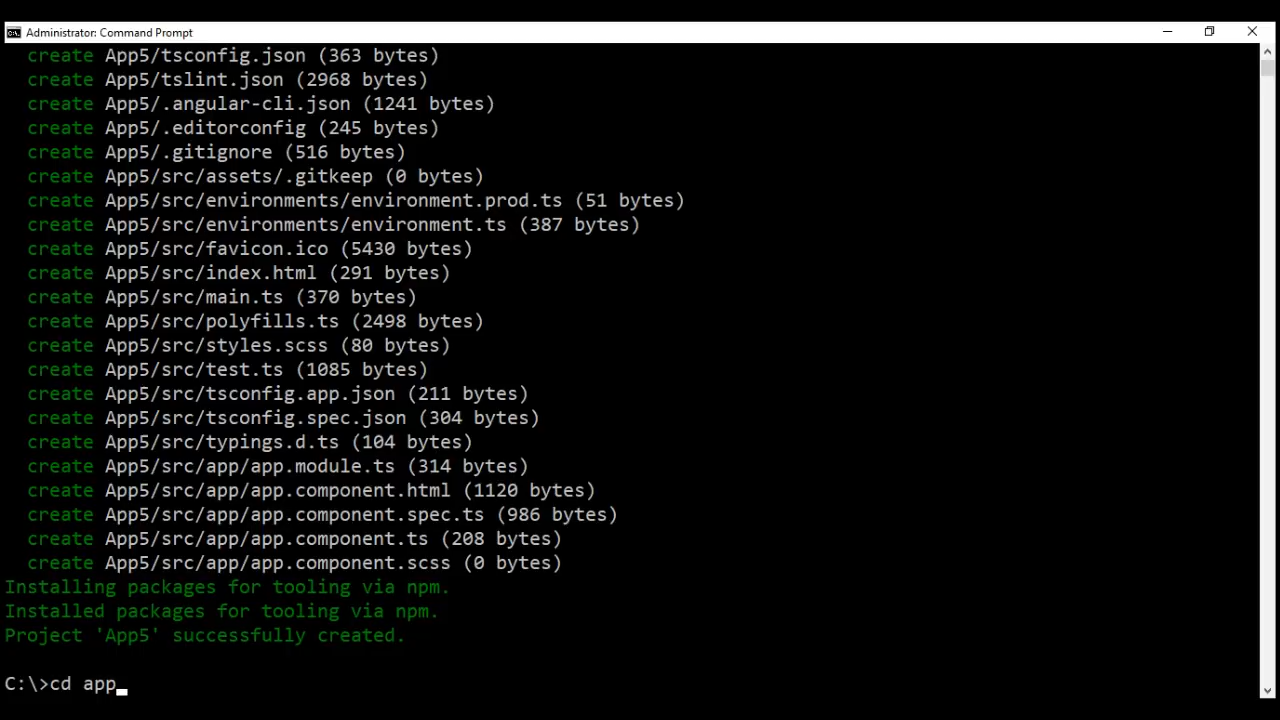 Administrator: Command Prompt
create App5/tsconfig.json (363 bytes)
create App5/tslint.json (2968 bytes)
create App5/.angular-cli.json (1241 bytes)
create App5/.editorconfig (245 bytes)
create App5/.gitignore (516 bytes)
create App5/src/assets/.gitkeep (0 bytes)
create App5/src/environments/environment.prod.ts (51 bytes)
create App5/src/environments/environment.ts (387 bytes)
create App5/src/favicon.ico (5430 bytes)
create App5/src/index.html (291 bytes)
create App5/src/main.ts (370 bytes)
create App5/src/polyfills.ts (2498 bytes)
create App5/src/styles.scss (80 bytes)
create App5/src/test.ts (1085 bytes)
create App5/src/tsconfig.app.json (211 bytes)
create App5/src/tsconfig.spec.json (304 bytes)
create App5/src/typings.d.ts (104 bytes)
create App5/src/app/app.module.ts (314 bytes)
create App5/src/app/app.component.html (1120 bytes)
create App5/src/app/app.component.spec.ts (986 bytes)
create App5/src/app/app.component.ts (208 bytes)
create App5/src/app/app.component.scss (0 bytes)
Installing packages for tooling via npm.
Installed packages for tooling via npm.
Project 'App5' successfully created.
C:\>cd app_